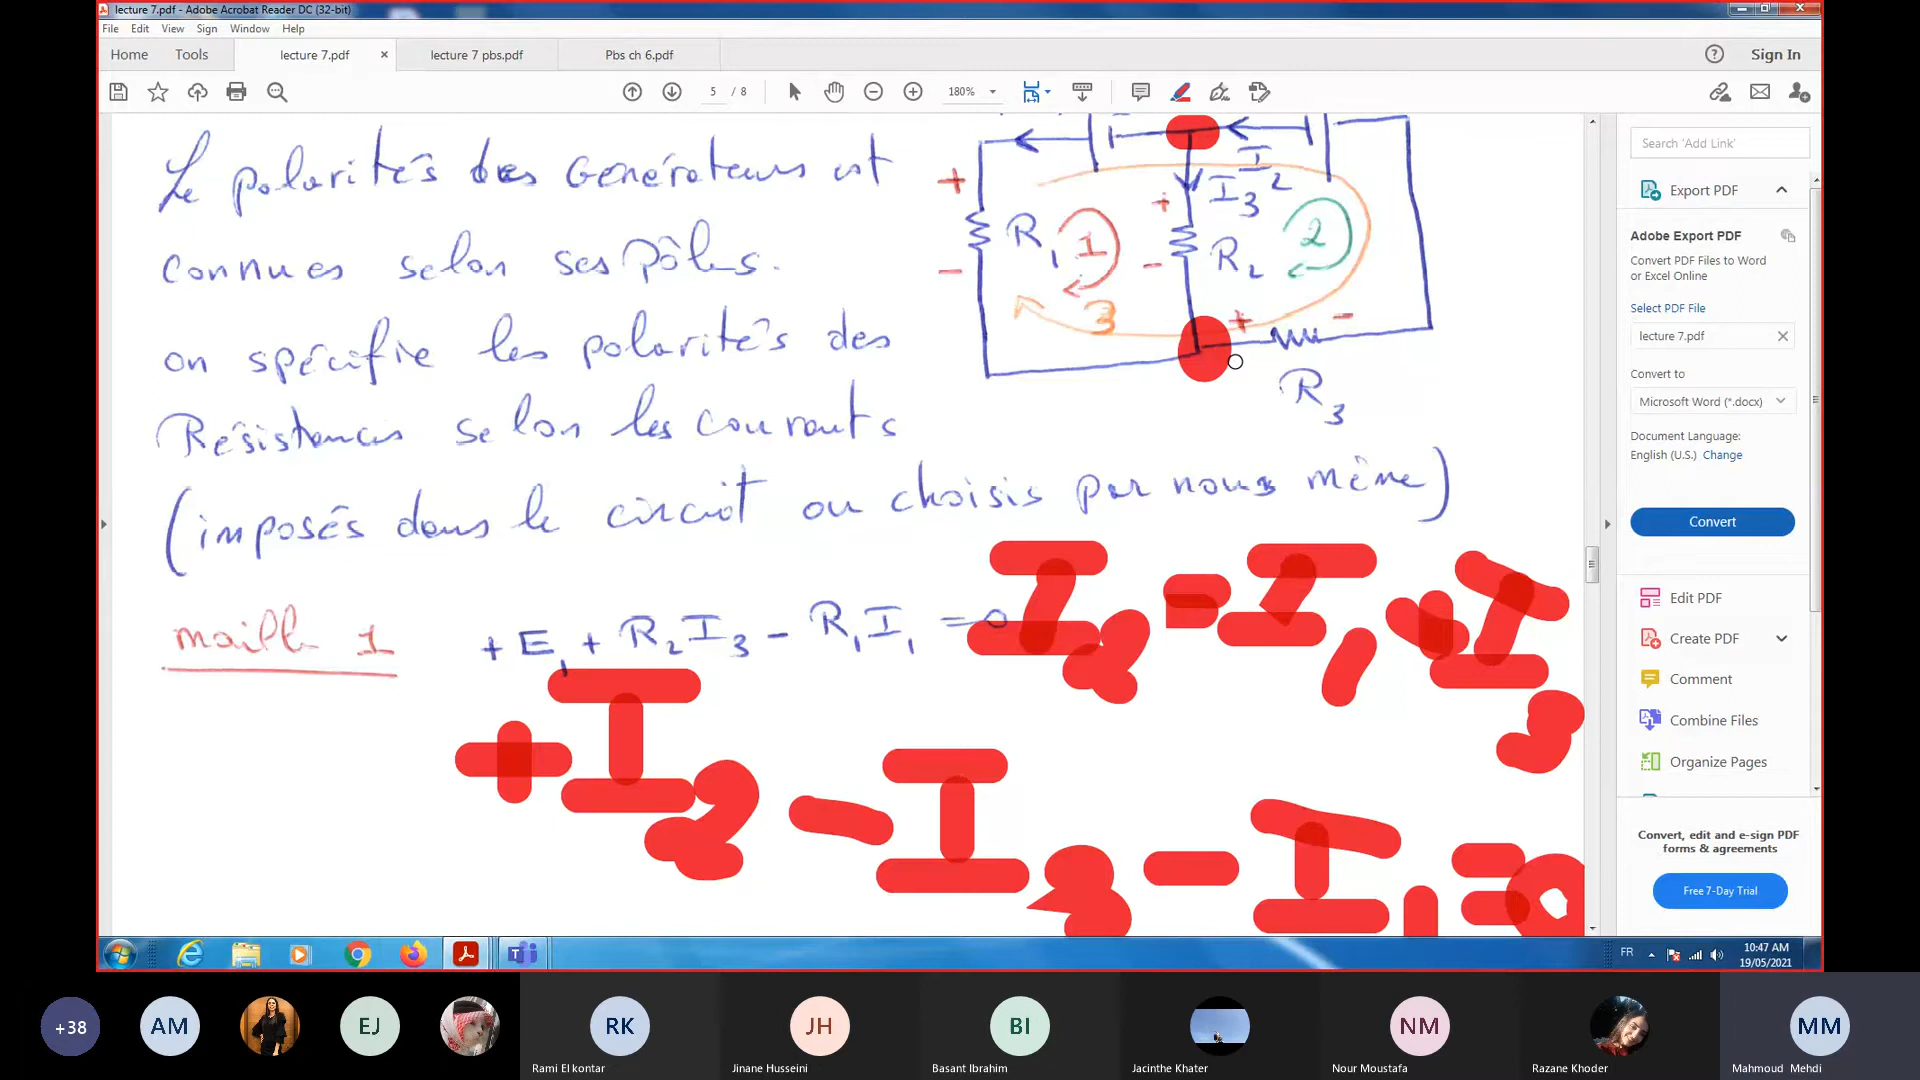 lecture 7.pdf - Adobe Acrobat Reader DC (32-bit)
File Edit View Sign Window Help
Home Tools lecture 7.pdf × lecture 7 pbs.pdf Pbs ch 6.pdf Sign In
5 / 8 180%
Le polarités des Générateurs est
connues selon ses pôles.
on spécifie les polarités des
Résistances selon les courants
(imposés dans le circuit ou choisis par nous même)
I2
I3
+ +
R1 1 R2 2
- -
3 + -
R3
maille 1 +E1 + R2I3 - R1I1 = 0
I2 = I1 + I3
+I2 - I3 - I1 = 0
Search 'Add Link'
Export PDF
Adobe Export PDF
Convert PDF Files to Word
or Excel Online
Select PDF File
lecture 7.pdf ×
Convert to
Microsoft Word (*.docx)
Document Language:
English (U.S.) Change
Convert
Edit PDF
Create PDF
Comment
Combine Files
Organize Pages
Convert, edit and e-sign PDF
forms & agreements
Free 7-Day Trial
FR 10:47 AM
19/05/2021
+38 AM EJ RK JH BI NM MM
Rami El kontar Jinane Husseini Basant Ibrahim Jacinthe Khater Nour Moustafa Razane Khoder Mahmoud Mehdi